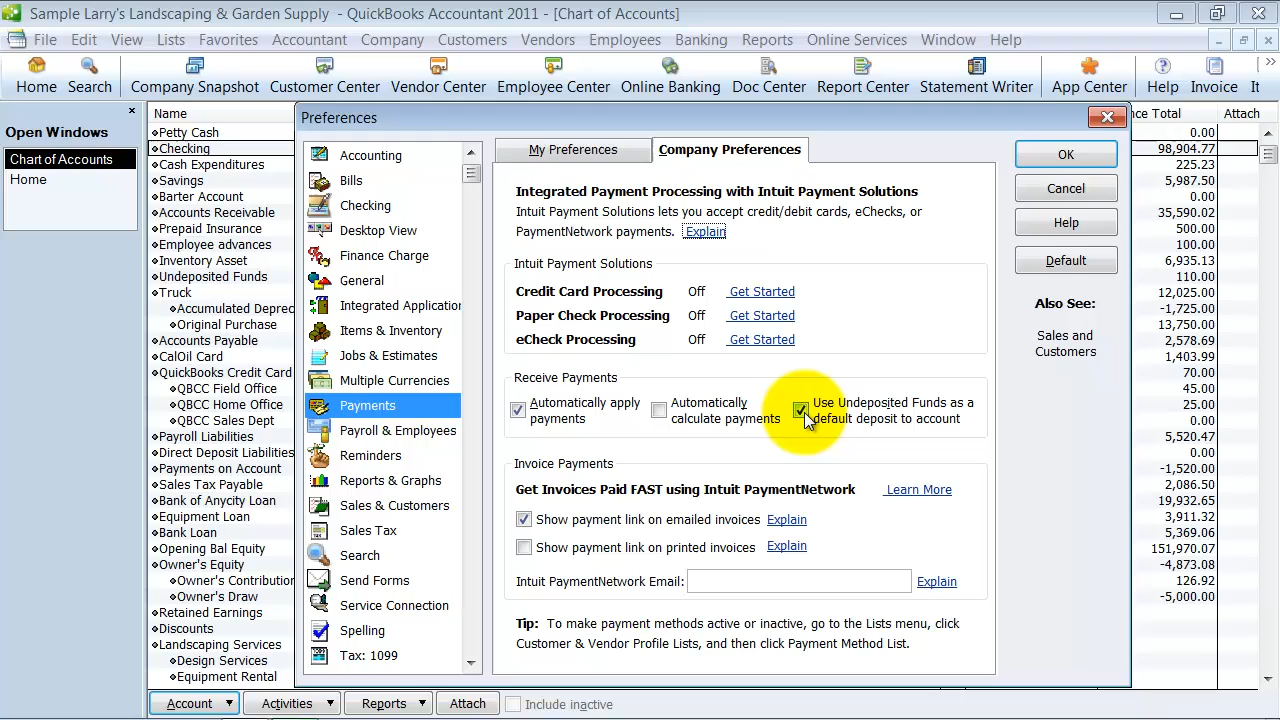 Sample Larry's Landscaping & Garden Supply - QuickBooks Accountant 2011 - [Chart of Accounts]
File Edit View Lists Favorites Accountant Company Customers Vendors Employees Banking Reports Online Services Window Help
Home Search Company Snapshot Customer Center Vendor Center Employee Center Online Banking Doc Center Report Center Statement Writer App Center Help Invoice It
Open Windows
Chart of Accounts
Home
Name
Petty Cash
Checking
Cash Expenditures
Savings
Barter Account
Accounts Receivable
Prepaid Insurance
Employee advances
Inventory Asset
Undeposited Funds
Truck
Accumulated Deprec
Original Purchase
Accounts Payable
CalOil Card
QuickBooks Credit Card
QBCC Field Office
QBCC Home Office
QBCC Sales Dept
Payroll Liabilities
Direct Deposit Liabilities
Payments on Account
Sales Tax Payable
Bank of Anycity Loan
Equipment Loan
Bank Loan
Opening Bal Equity
Owner's Equity
Owner's Contributio
Owner's Draw
Retained Earnings
Discounts
Landscaping Services
Design Services
Equipment Rental
Preferences
Accounting
Bills
Checking
Desktop View
Finance Charge
General
Integrated Application
Items & Inventory
Jobs & Estimates
Multiple Currencies
Payments
Payroll & Employees
Reminders
Reports & Graphs
Sales & Customers
Sales Tax
Search
Send Forms
Service Connection
Spelling
Tax: 1099
My Preferences Company Preferences
Integrated Payment Processing with Intuit Payment Solutions
Intuit Payment Solutions lets you accept credit/debit cards, eChecks, or
PaymentNetwork payments. Explain
Intuit Payment Solutions
Credit Card Processing Off Get Started
Paper Check Processing Off Get Started
eCheck Processing Off Get Started
Receive Payments
Automatically apply payments
Automatically calculate payments
Use Undeposited Funds as a default deposit to account
Invoice Payments
Get Invoices Paid FAST using Intuit PaymentNetwork Learn More
Show payment link on emailed invoices Explain
Show payment link on printed invoices Explain
Intuit PaymentNetwork Email: Explain
Tip: To make payment methods active or inactive, go to the Lists menu, click
Customer & Vendor Profile Lists, and then click Payment Method List.
OK
Cancel
Help
Default
Also See:
Sales and
Customers
nce Total Attach
0.00
98,904.77
225.23
5,987.50
0.00
35,590.02
500.00
100.00
6,935.13
110.00
12,025.00
-1,725.00
13,750.00
2,578.69
1,403.99
70.00
45.00
25.00
0.00
5,520.47
0.00
-1,520.00
2,086.50
19,932.65
3,911.32
5,369.06
151,970.07
-4,873.08
126.92
-5,000.00
Account Activities Reports Attach Include inactive